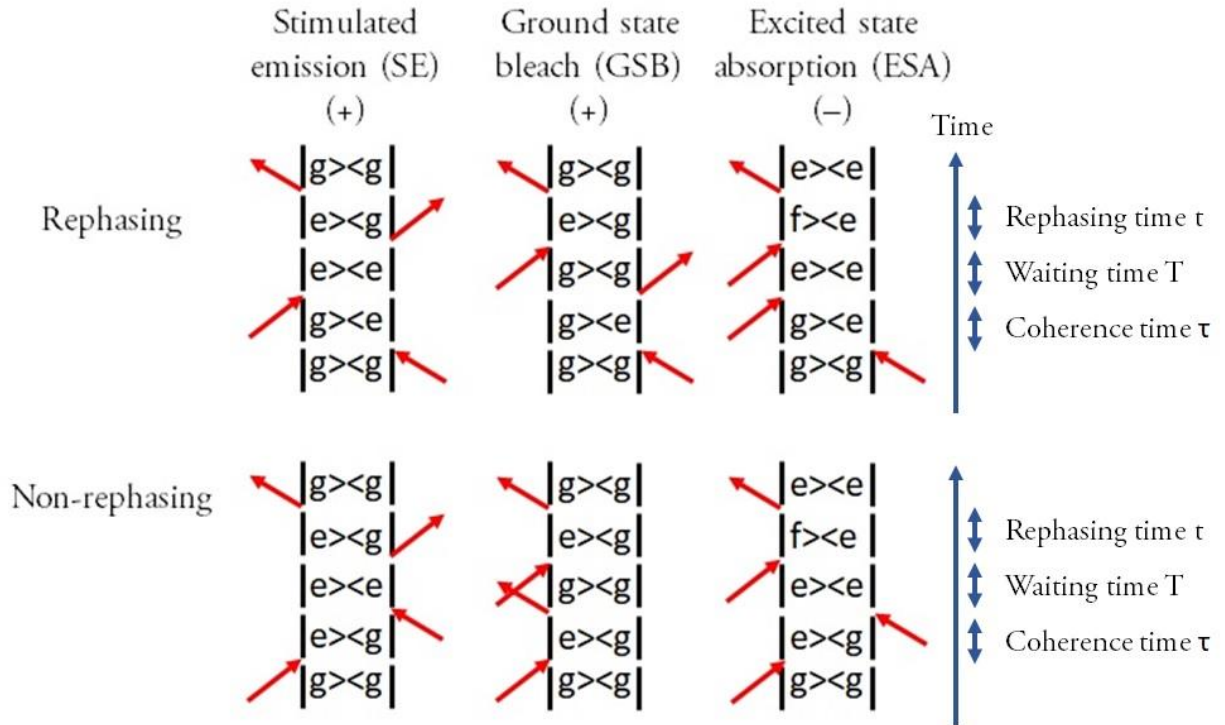 Stimulated
emission (SE)
(+)
Ground state
bleach (GSB)
(+)
Excited state
absorption (ESA)
(–)
Time
Rephasing
|g><g|
|e><g|
|e><e|
|g><e|
|g><g|
|g><g|
|e><g|
|g><g|
|g><e|
|g><g|
|e><e|
|f><e|
|e><e|
|g><e|
|g><g|
Rephasing time t
Waiting time T
Coherence time τ
Non-rephasing
|g><g|
|e><g|
|e><e|
|e><g|
|g><g|
|g><g|
|e><g|
|g><g|
|e><g|
|g><g|
|e><e|
|f><e|
|e><e|
|e><g|
|g><g|
Rephasing time t
Waiting time T
Coherence time τ